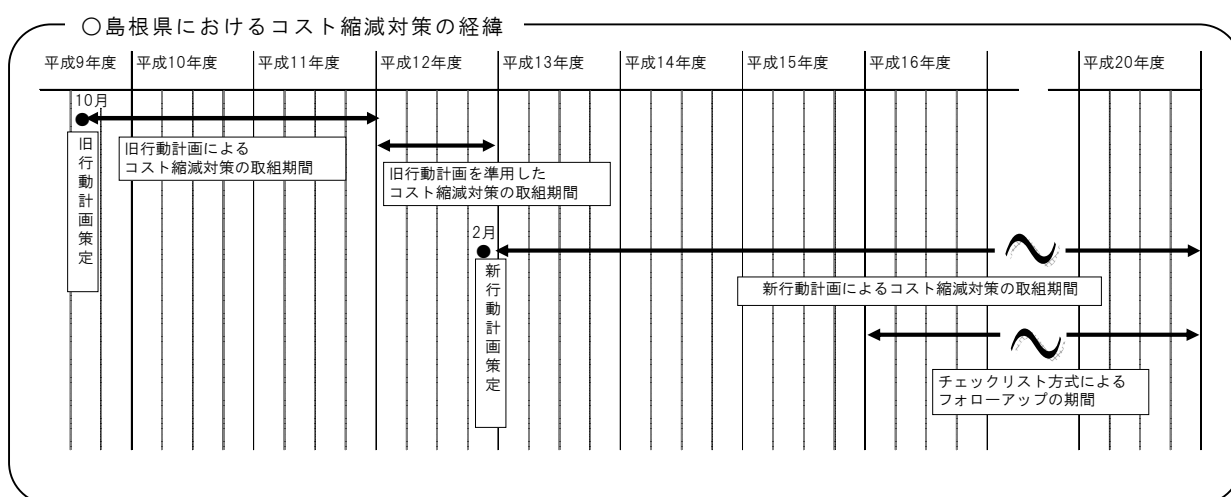 ○島根県におけるコスト縮減対策の経緯
平成9年度 平成10年度 平成11年度 平成12年度 平成13年度 平成14年度 平成15年度 平成16年度 平成20年度
10月
旧行動計画策定
旧行動計画による
コスト縮減対策の取組期間
旧行動計画を準用した
コスト縮減対策の取組期間
2月
新行動計画策定
新行動計画によるコスト縮減対策の取組期間
チェックリスト方式による
フォローアップの期間